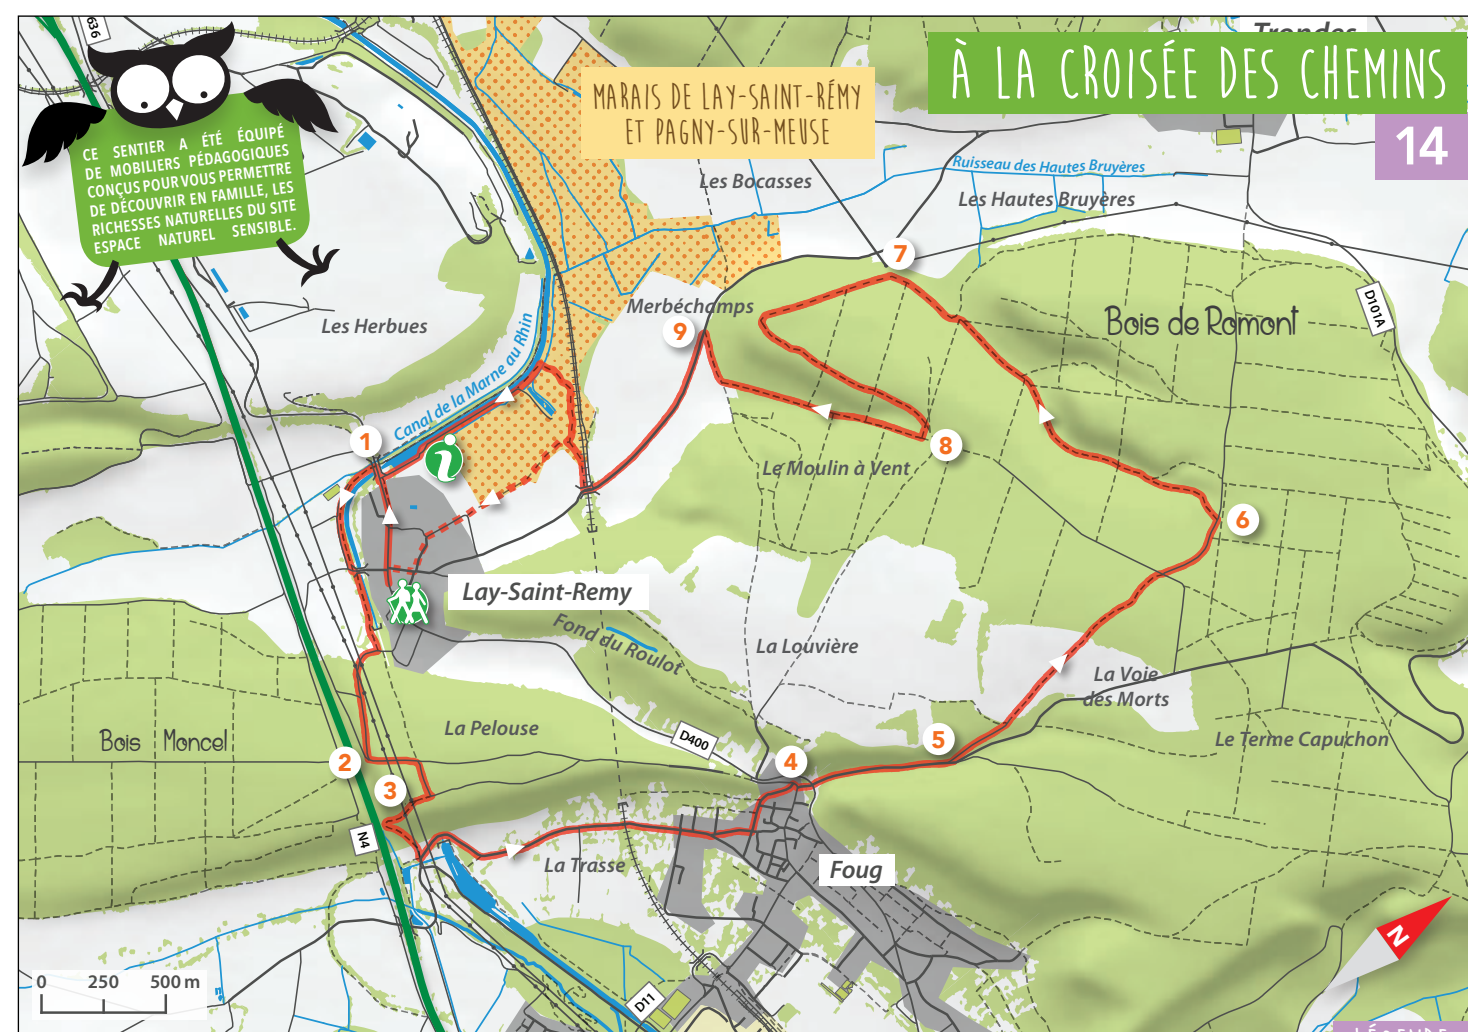 636
Trondes
À LA CROISÉE DES CHEMINS
14
CE SENTIER A ÉTÉ ÉQUIPÉ
DE MOBILIERS PÉDAGOGIQUES
CONÇUS POUR VOUS PERMETTRE
DE DÉCOUVRIR EN FAMILLE, LES
RICHESSES NATURELLES DU SITE
ESPACE NATUREL SENSIBLE.
MARAIS DE LAY-SAINT-RÉMY
ET PAGNY-SUR-MEUSE
Ruisseau des Hautes Bruyères
Les Bocasses
Les Hautes Bruyères
7
Les Herbues
Merbéchamps
9
Bois de Romont
D101A
Canal de la Marne au Rhin
1
8
Le Moulin à Vent
6
Lay-Saint-Remy
Fond du Roulot
La Louvière
La Voie
des Morts
Bois Moncel
La Pelouse
D400
5
Le Terme Capuchon
2
4
3
N4
La Trasse
Foug
N
0 250 500 m
D11
LÉGENDE